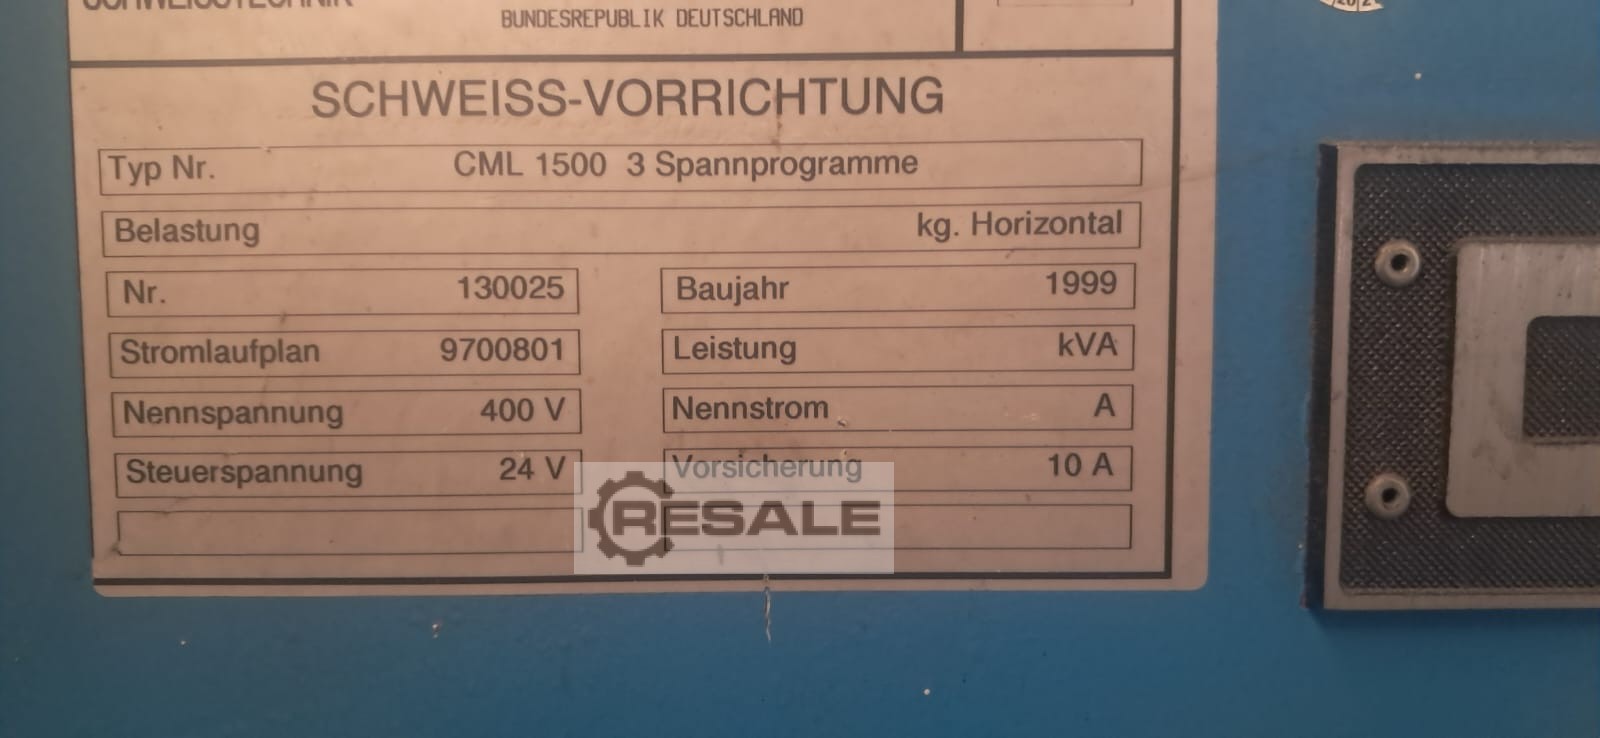 SCHWEISSTECHNIK
BUNDESREPUBLIK DEUTSCHLAND
SCHWEISS-VORRICHTUNG
Typ Nr. CML 1500 3 Spannprogramme
Belastung kg. Horizontal
Nr. 130025 Baujahr 1999
Stromlaufplan 9700801 Leistung kVA
Nennspannung 400 V Nennstrom A
Steuerspannung 24 V Vorsicherung 10 A
RESALE